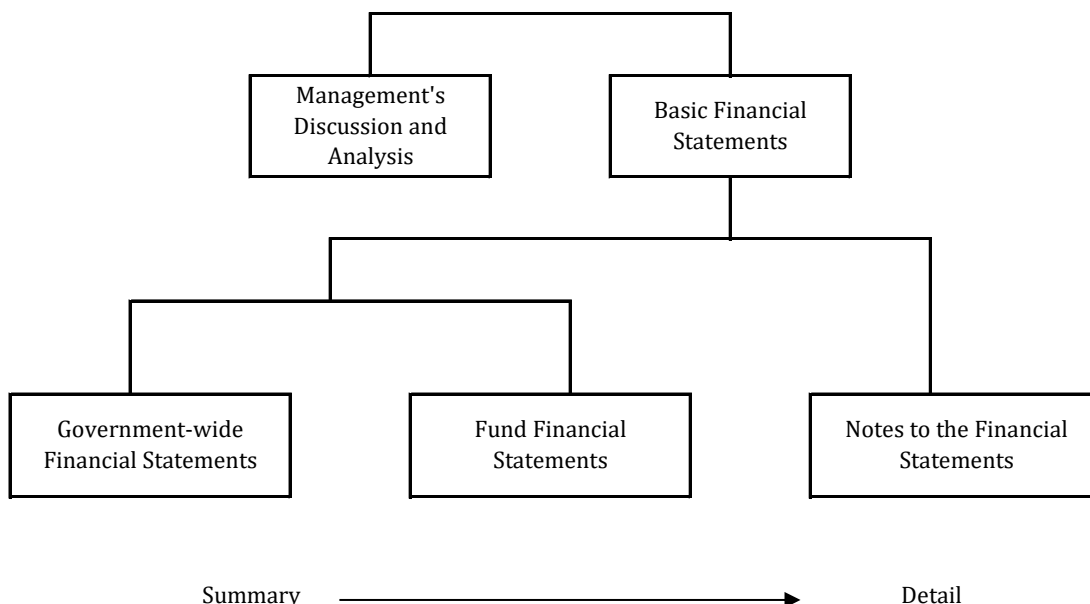 Management's
Discussion and
Analysis
Basic Financial
Statements
Government-wide
Financial Statements
Fund Financial
Statements
Notes to the Financial
Statements
Summary
Detail